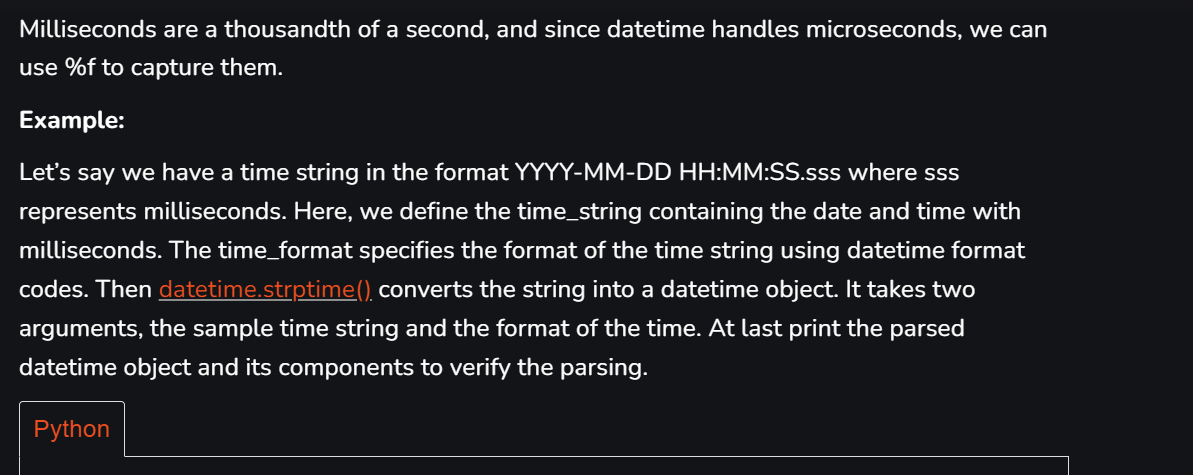 Milliseconds are a thousandth of a second, and since datetime handles microseconds, we can
use %f to capture them.
Example:
Let’s say we have a time string in the format YYYY-MM-DD HH:MM:SS.sss where sss
represents milliseconds. Here, we define the time_string containing the date and time with
milliseconds. The time_format specifies the format of the time string using datetime format
codes. Then datetime.strptime() converts the string into a datetime object. It takes two
arguments, the sample time string and the format of the time. At last print the parsed
datetime object and its components to verify the parsing.
Python